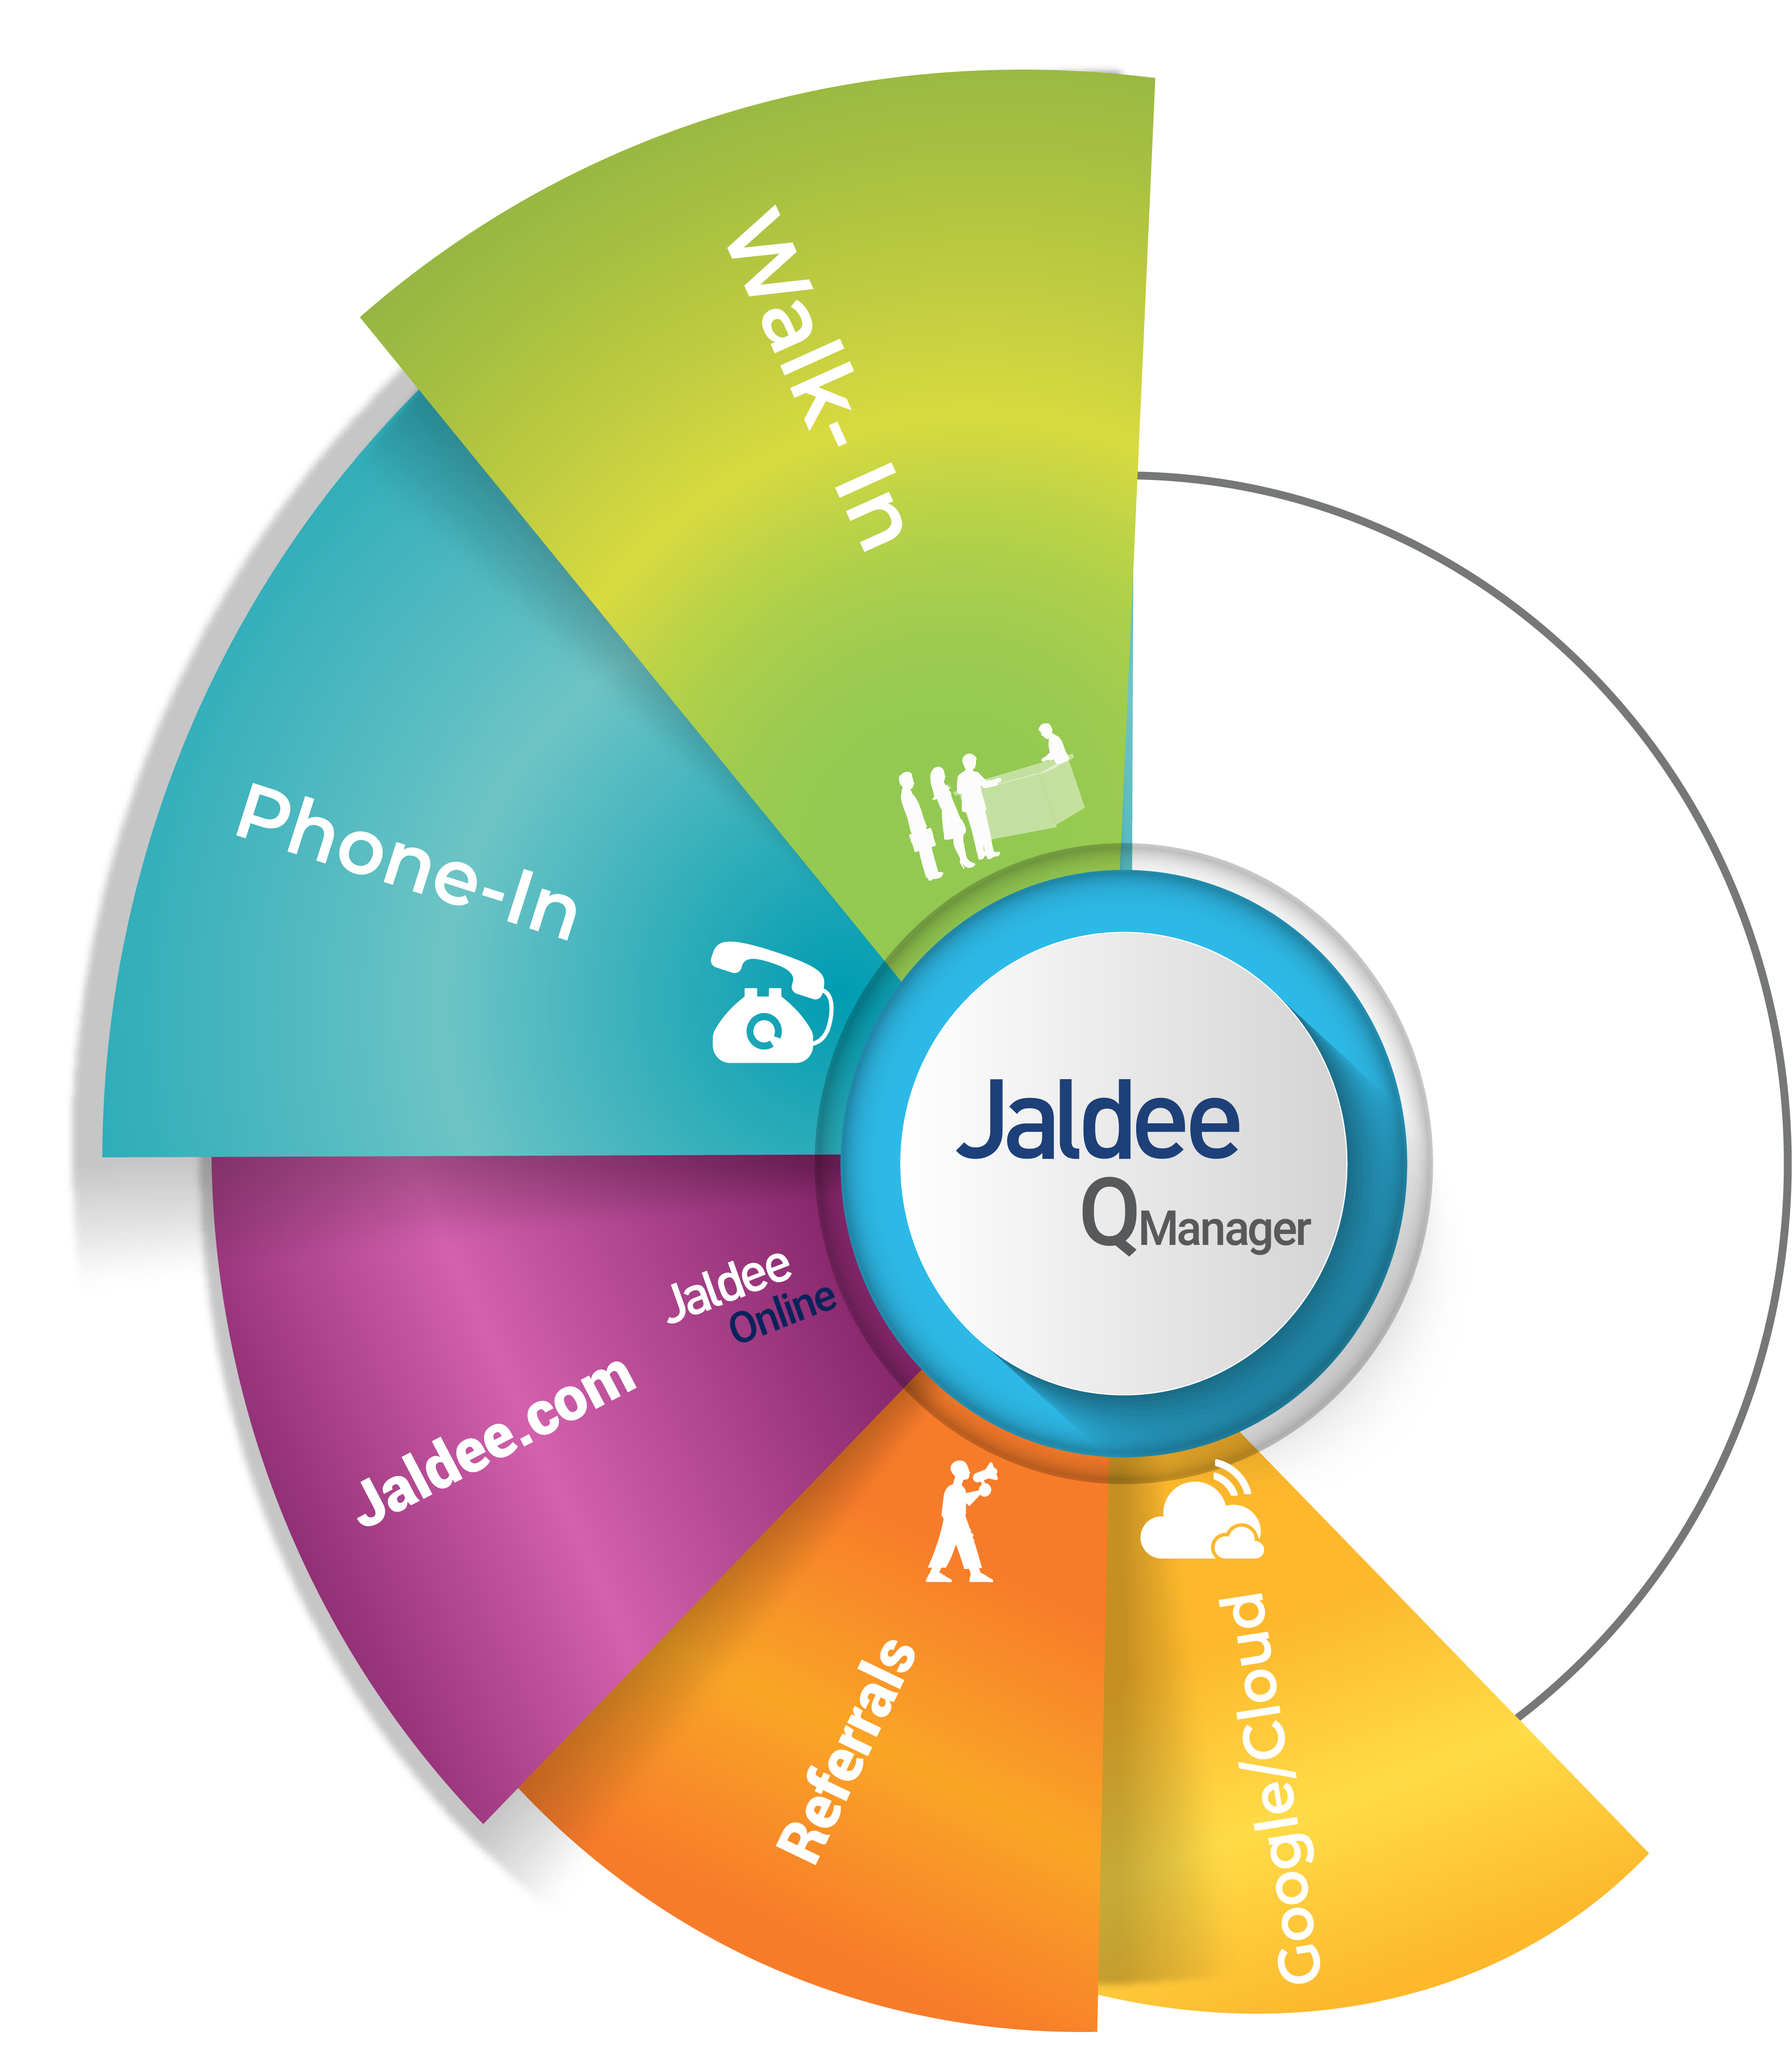 Walk- In
Phone-In
Jaldee
QManager
Jaldee
Online
Jaldee.com
Referrals
Google/Cloud